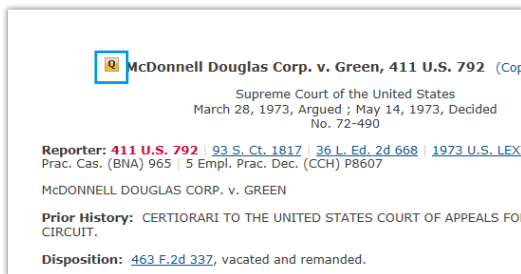 Q McDonnell Douglas Corp. v. Green, 411 U.S. 792 (Cop
Supreme Court of the United States
March 28, 1973, Argued ; May 14, 1973, Decided
No. 72-490
Reporter: 411 U.S. 792 | 93 S. Ct. 1817 | 36 L. Ed. 2d 668 | 1973 U.S. LEX
Prac. Cas. (BNA) 965 | 5 Empl. Prac. Dec. (CCH) P8607
McDONNELL DOUGLAS CORP. v. GREEN
Prior History: CERTIORARI TO THE UNITED STATES COURT OF APPEALS FO
CIRCUIT.
Disposition: 463 F.2d 337, vacated and remanded.